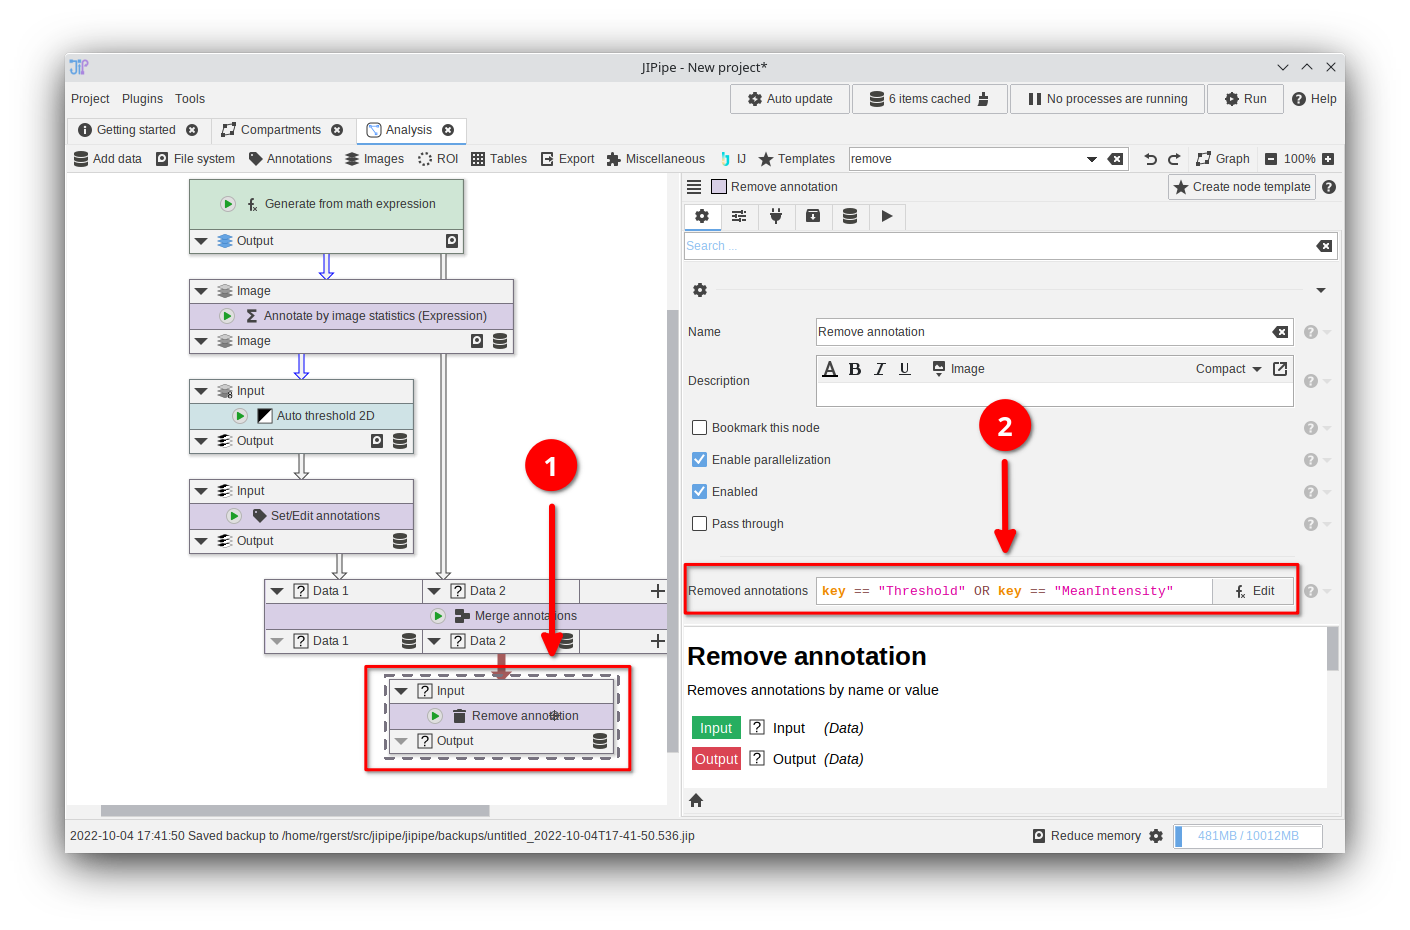 JIP
JIPipe - New project*
Project Plugins Tools
Auto update
6 items cached
No processes are running
Run
Help
Getting started
Compartments
Analysis
Add data
File system
Annotations
Images
ROI
Tables
Export
Miscellaneous
IJ
Templates
remove
Graph
100%
Generate from math expression
Output
Image
Annotate by image statistics (Expression)
Image
Input
Auto threshold 2D
Output
Input
Set/Edit annotations
Output
Data 1
Data 2
Merge annotations
Data 1
Data 2
Input
Remove annotation
Output
1
Remove annotation
Create node template
Search ...
Name
Remove annotation
Description
A B I U
Image
Compact
2
Bookmark this node
Enable parallelization
Enabled
Pass through
Removed annotations
key == "Threshold" OR key == "MeanIntensity"
Edit
Remove annotation
Removes annotations by name or value
Input ? Input (Data)
Output ? Output (Data)
2022-10-04 17:41:50 Saved backup to /home/rgerst/src/jipipe/jipipe/backups/untitled_2022-10-04T17-41-50.536.jip
Reduce memory
481MB / 10012MB